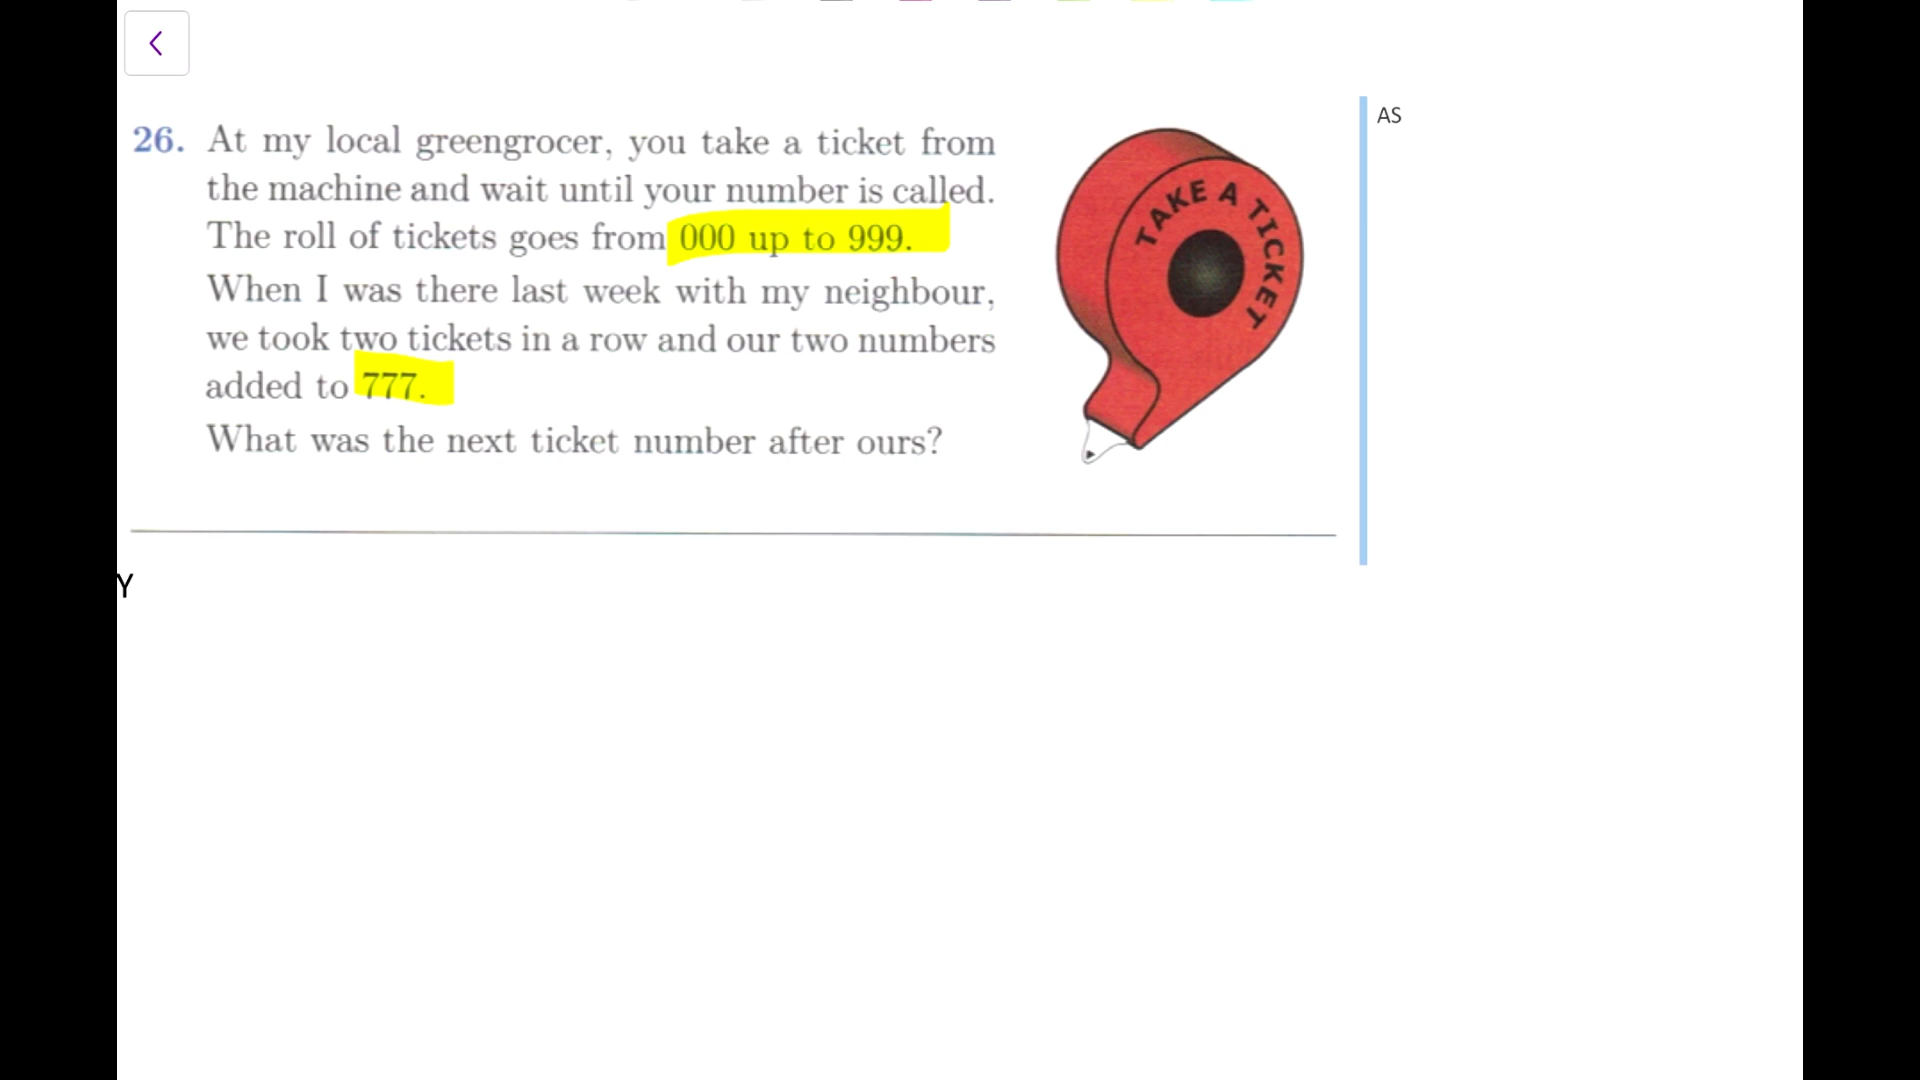 26. At my local greengrocer, you take a ticket from
the machine and wait until your number is called.
The roll of tickets goes from 000 up to 999.
When I was there last week with my neighbour,
we took two tickets in a row and our two numbers
added to 777.
What was the next ticket number after ours?
TAKE A TICKET
AS
Y